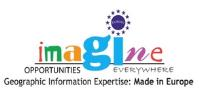 imagine
OPPORTUNITIES EVERYWHERE
Geographic Information Expertise: Made in Europe